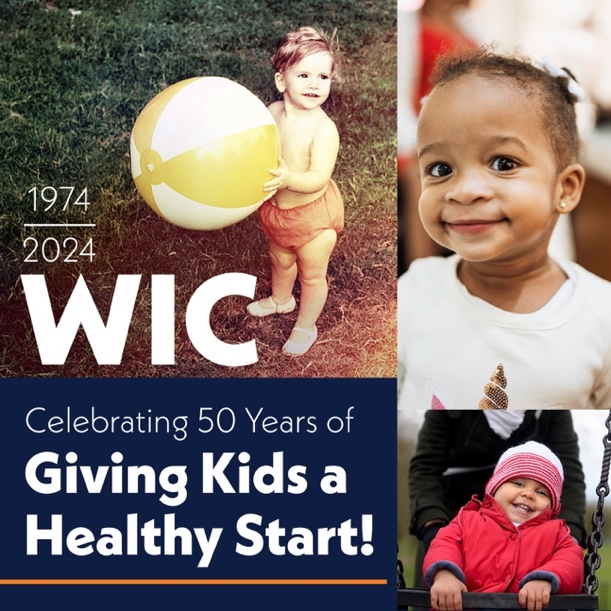 1974
2024
WIC
Celebrating 50 Years of
Giving Kids a
Healthy Start!